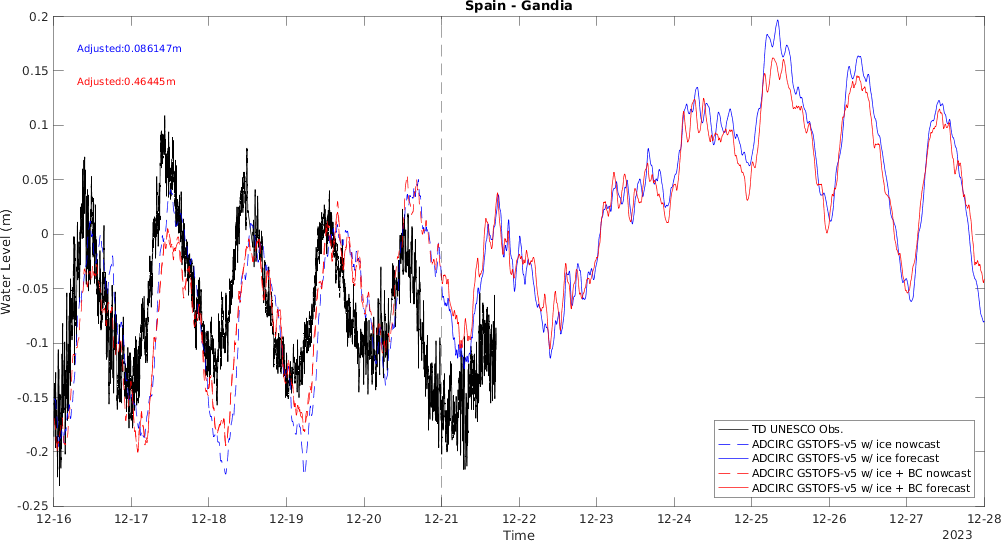 Spain - Gandia
Adjusted:0.086147m
Adjusted:0.46445m
Water Level (m)
0.2
0.15
0.1
0.05
0
-0.05
-0.1
-0.15
-0.2
-0.25
TD UNESCO Obs.
ADCIRC GSTOFS-v5 w/ ice nowcast
ADCIRC GSTOFS-v5 w/ ice forecast
ADCIRC GSTOFS-v5 w/ ice + BC nowcast
ADCIRC GSTOFS-v5 w/ ice + BC forecast
12-16 12-17 12-18 12-19 12-20 12-21 12-22 12-23 12-24 12-25 12-26 12-27 12-28
Time
2023